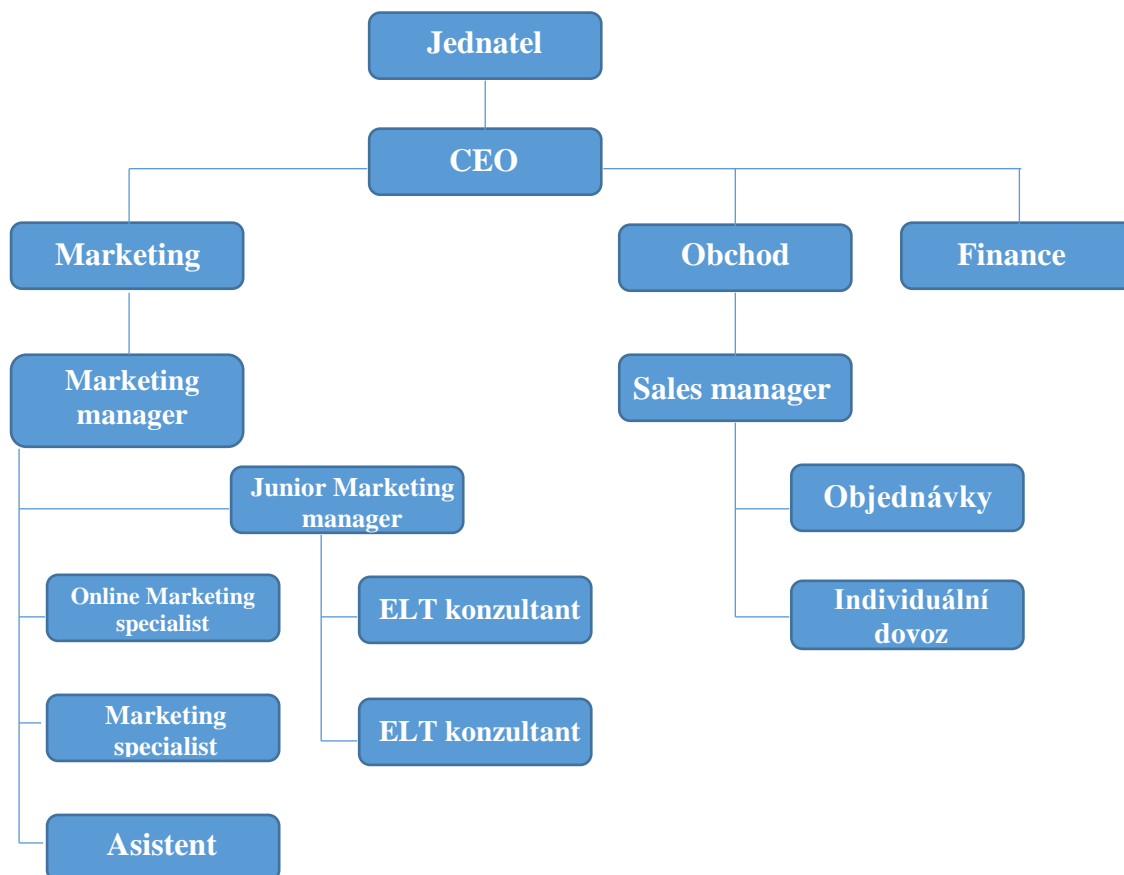 Jednatel
CEO
Marketing
Obchod
Finance
Marketing
manager
Sales manager
Junior Marketing
manager
Objednávky
Online Marketing
specialist
ELT konzultant
Individuální
dovoz
Marketing
specialist
ELT konzultant
Asistent